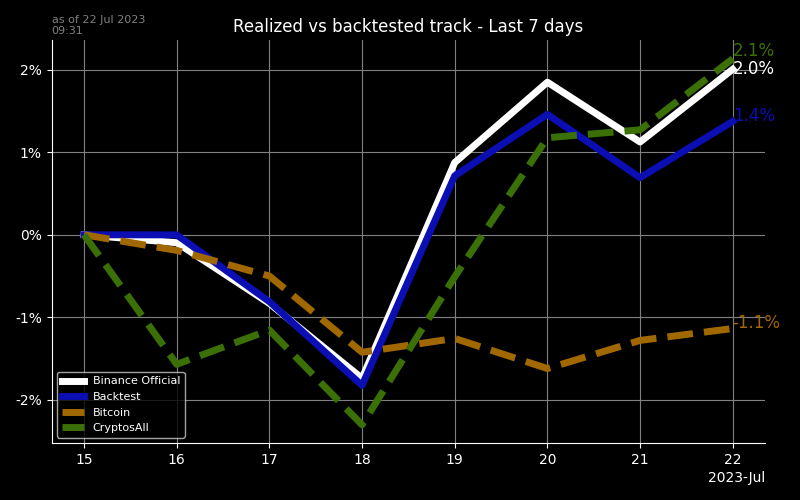 as of 22 Jul 2023
09:31
Realized vs backtested track - Last 7 days
2%
1%
0%
-1%
-2%
2.1%
2.0%
1.4%
-1.1%
Binance Official
Backtest
Bitcoin
CryptosAll
15 16 17 18 19 20 21 22
2023-Jul